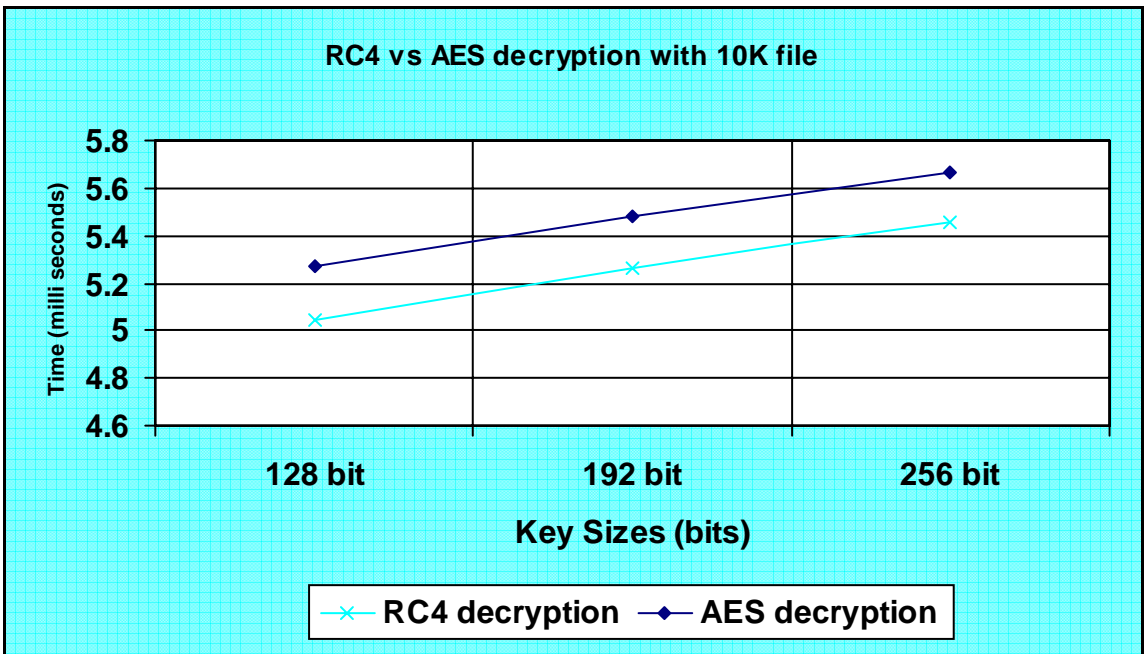 RC4 vs AES decryption with 10K file
Time (milli seconds)
5.8
5.6
5.4
5.2
5
4.8
4.6
128 bit 192 bit 256 bit
Key Sizes (bits)
RC4 decryption AES decryption